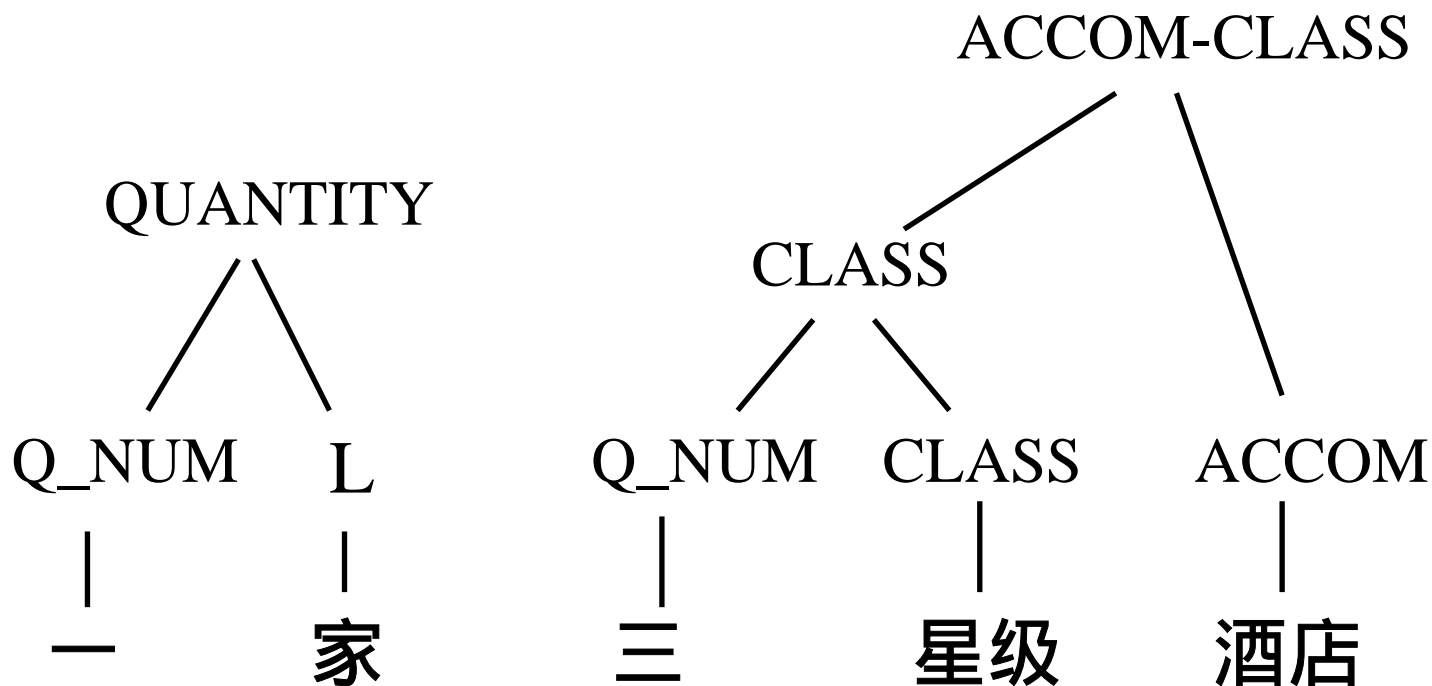 ACCOM-CLASS
QUANTITY
CLASS
Q_NUM L Q_NUM CLASS ACCOM
一 家 三 星级 酒店